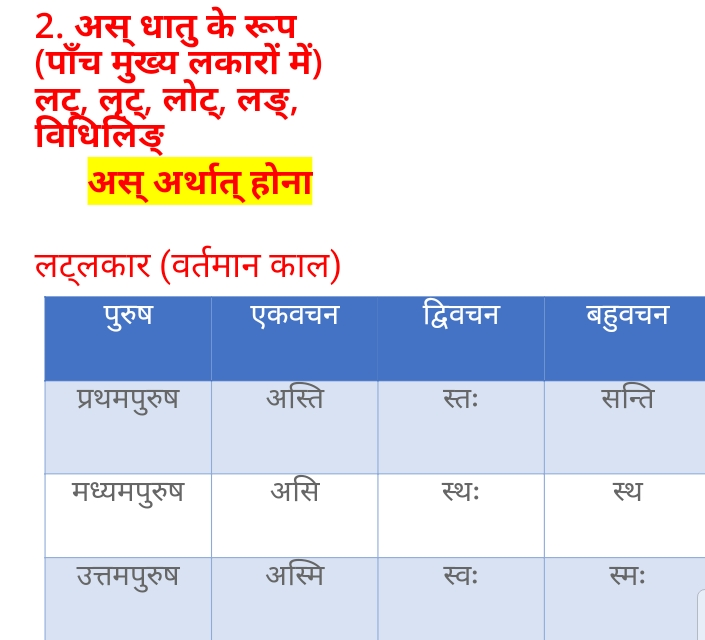 2. अस् धातु के रूप
(पाँच मुख्य लकारों में)
लट्, लृट्, लोट्, लङ्,
विधिलिङ्
अस् अर्थात् होना
लट्लकार (वर्तमान काल)
पुरुष एकवचन द्विवचन बहुवचन
प्रथमपुरुष अस्ति स्तः सन्ति
मध्यमपुरुष असि स्थः स्थ
उत्तमपुरुष अस्मि स्वः स्मः